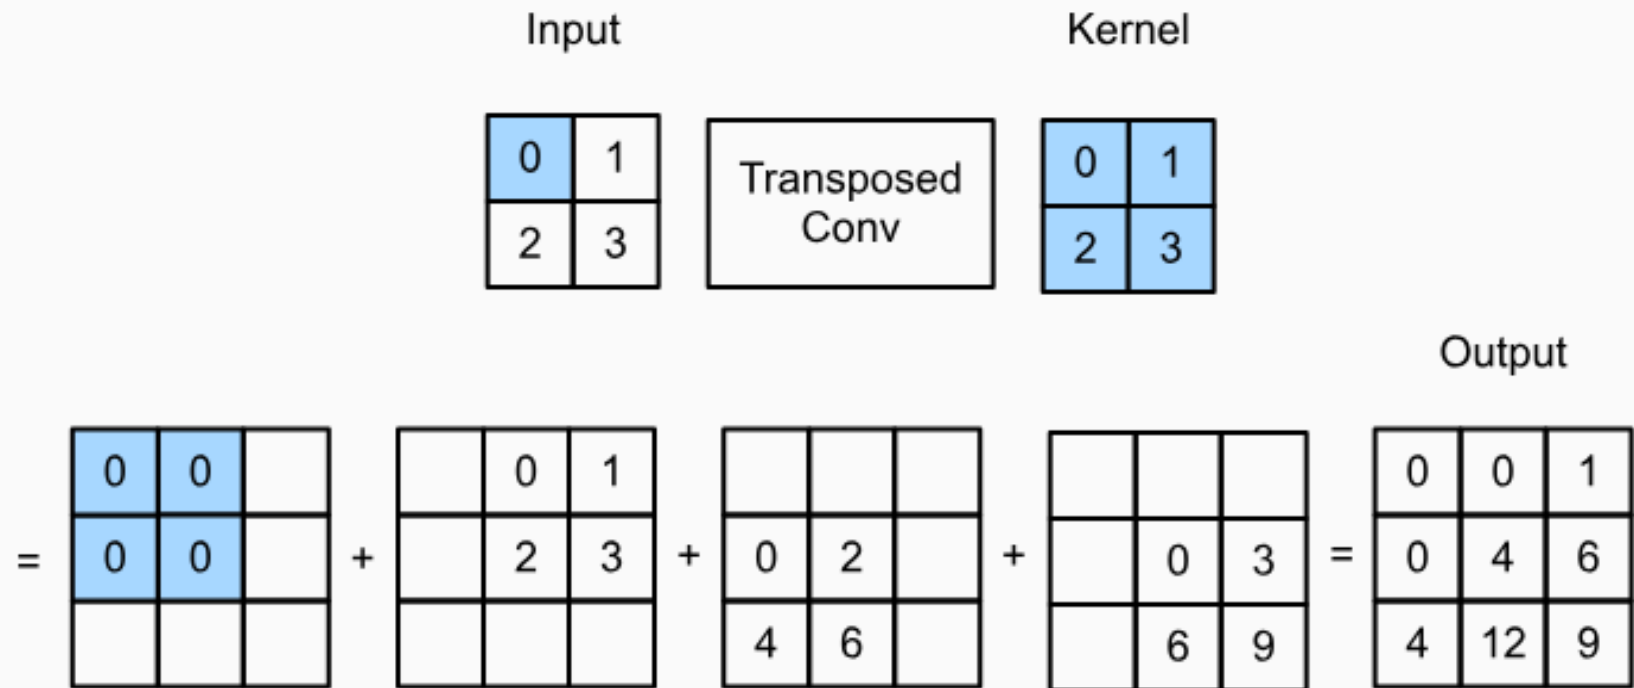 Input Kernel
0 1 Transposed 0 1
2 3 Conv 2 3
Output
0 0 0 1 0 0 1
= 0 0 + 2 3 + 0 2 + 0 3 = 0 4 6
4 6 6 9 4 12 9